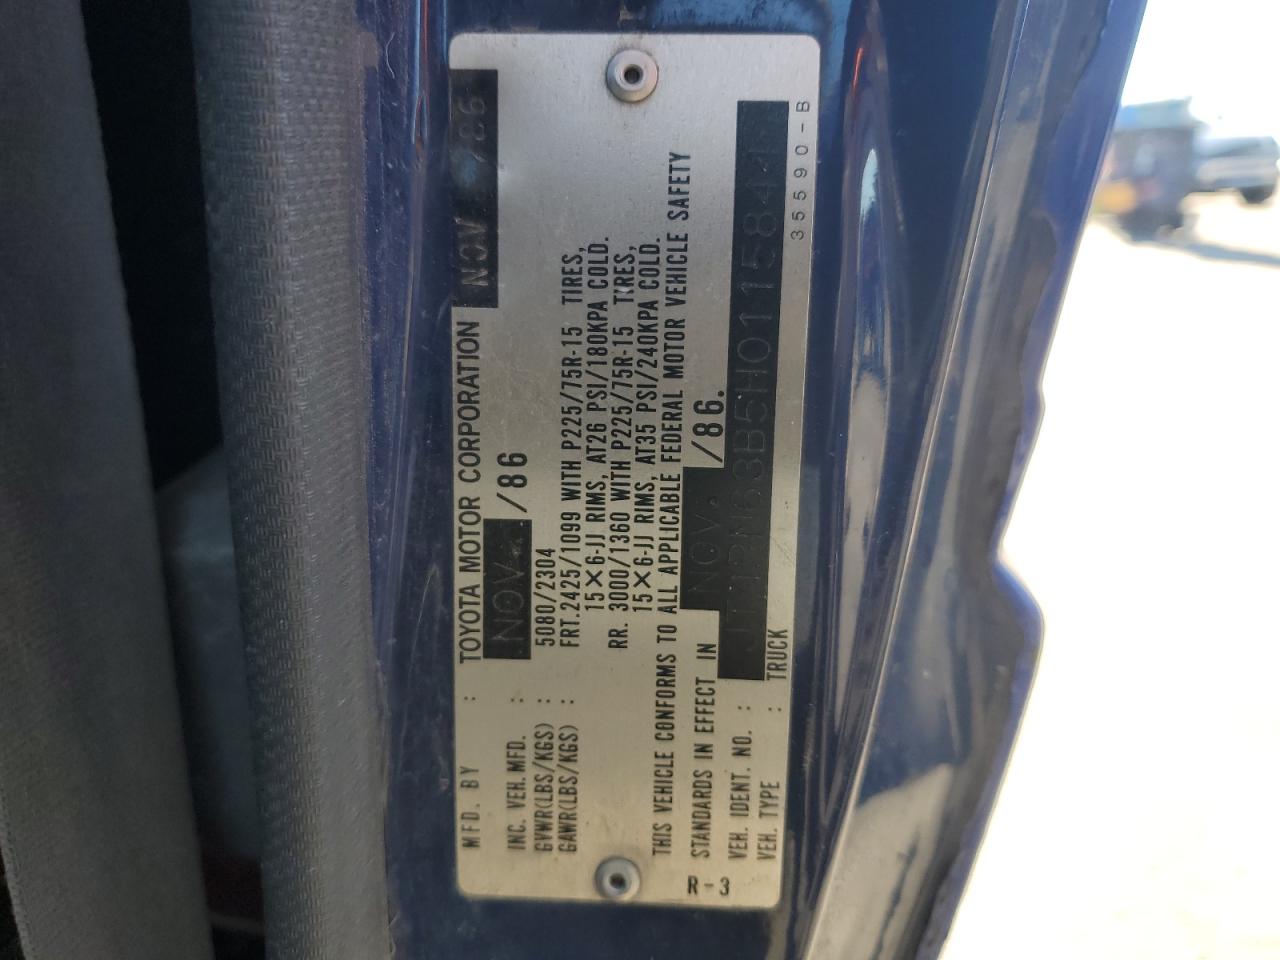 MFD. BY : TOYOTA MOTOR CORPORATION NOV /86
INC. VEH. MFD. : NOV. /86
GVWR(LBS/KGS) : 5080/2304
GAWR(LBS/KGS) : FRT. 2425/1099 WITH P225/75R-15 TIRES,
15×6-JJ RIMS, AT26 PSI/180KPA COLD.
RR. 3000/1360 WITH P225/75R-15 TIRES,
15×6-JJ RIMS, AT35 PSI/240KPA COLD.
THIS VEHICLE CONFORMS TO ALL APPLICABLE FEDERAL MOTOR VEHICLE SAFETY
STANDARDS IN EFFECT IN NOV. /86.
VEH. IDENT. NO. :
VEH. TYPE : TRUCK
R-3
35590-B